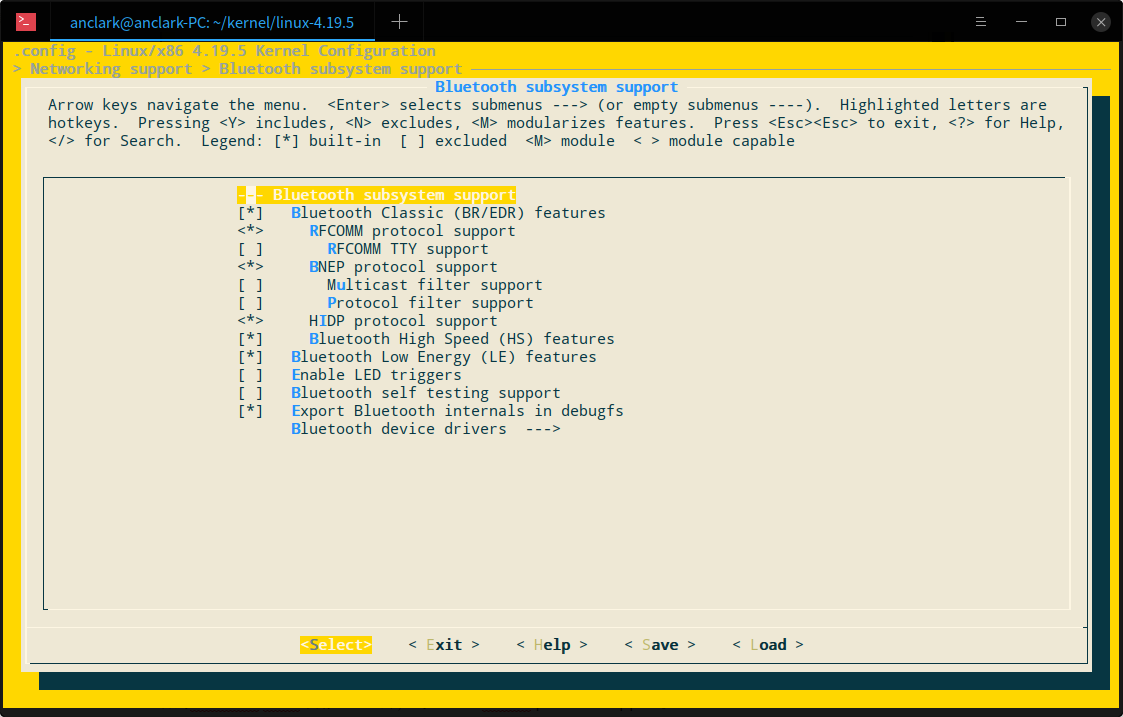 anclark@anclark-PC: ~/kernel/linux-4.19.5
.config - Linux/x86 4.19.5 Kernel Configuration
> Networking support > Bluetooth subsystem support
Bluetooth subsystem support
Arrow keys navigate the menu.  <Enter> selects submenus ---> (or empty submenus ----).  Highlighted letters are
hotkeys.  Pressing <Y> includes, <N> excludes, <M> modularizes features.  Press <Esc><Esc> to exit, <?> for Help,
</> for Search.  Legend: [*] built-in  [ ] excluded  <M> module  < > module capable
--- Bluetooth subsystem support
[*]   Bluetooth Classic (BR/EDR) features
<*>     RFCOMM protocol support
[ ]       RFCOMM TTY support
<*>     BNEP protocol support
[ ]       Multicast filter support
[ ]       Protocol filter support
<*>     HIDP protocol support
[*]     Bluetooth High Speed (HS) features
[*]   Bluetooth Low Energy (LE) features
[ ]   Enable LED triggers
[ ]   Bluetooth self testing support
[*]   Export Bluetooth internals in debugfs
Bluetooth device drivers  --->
<Select>    < Exit >    < Help >    < Save >    < Load >